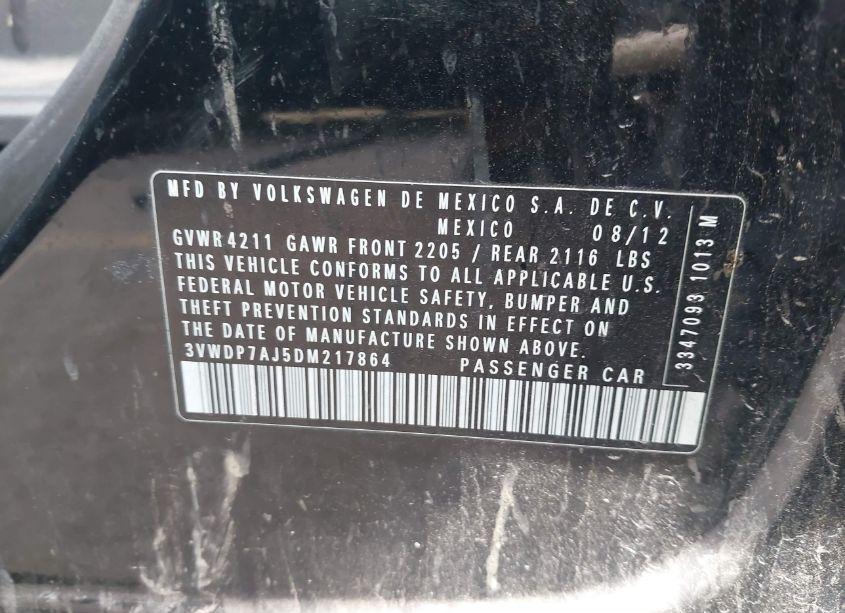 MFD BY VOLKSWAGEN DE MEXICO S.A. DE C.V.
MEXICO 08/12
GVWR 4211 GAWR FRONT 2205 / REAR 2116 LBS
THIS VEHICLE CONFORMS TO ALL APPLICABLE U.S.
FEDERAL MOTOR VEHICLE SAFETY, BUMPER AND
THEFT PREVENTION STANDARDS IN EFFECT ON
THE DATE OF MANUFACTURE SHOWN ABOVE.
3VWDP7AJ5DM217864 PASSENGER CAR
3347093 1013 M